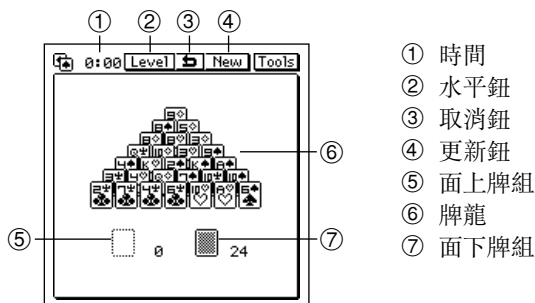 ① ② ③ ④
0:00 Level New Tools
⑤ 0 24 ⑦
⑥
① 時間
② 水平鈕
③ 取消鈕
④ 更新鈕
⑤ 面上牌組
⑥ 牌龍
⑦ 面下牌組